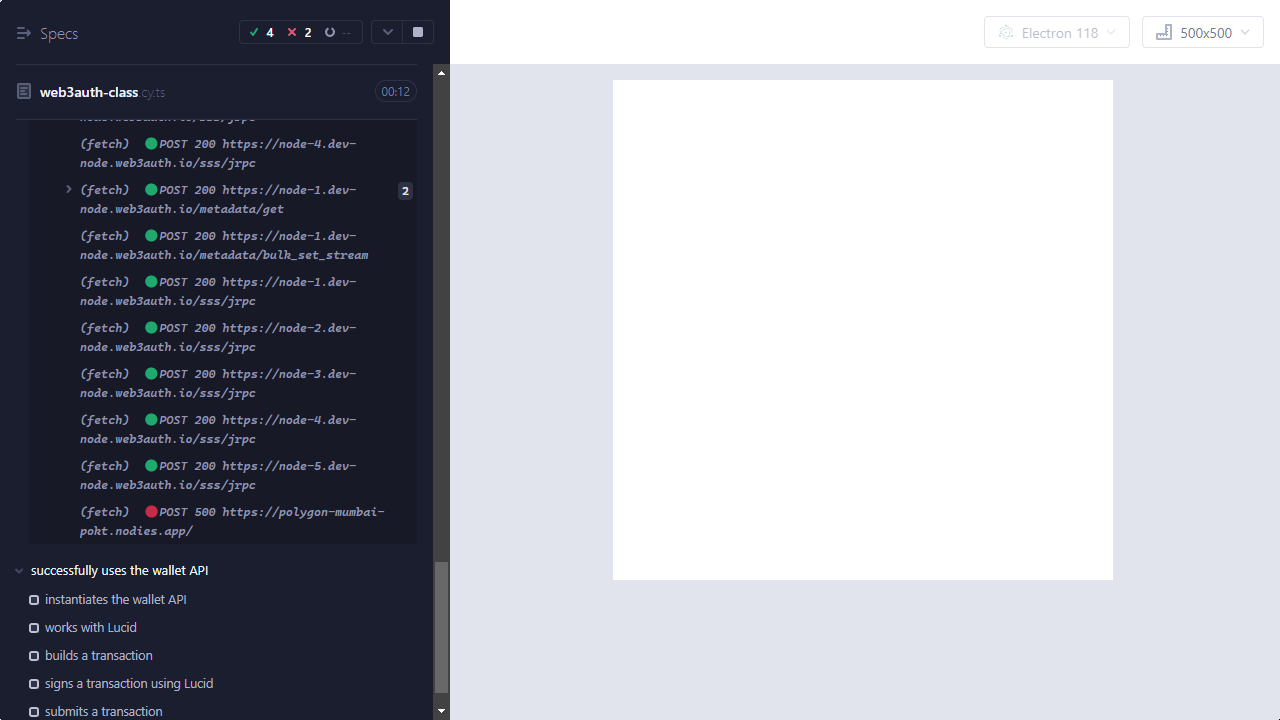 Specs
4
2
--
Electron 118
500x500
web3auth-class.cy.ts
00:12
(fetch) POST 200 https://node-4.dev-
node.web3auth.io/sss/jrpc
(fetch) POST 200 https://node-1.dev-
node.web3auth.io/metadata/get
2
(fetch) POST 200 https://node-1.dev-
node.web3auth.io/metadata/bulk_set_stream
(fetch) POST 200 https://node-1.dev-
node.web3auth.io/sss/jrpc
(fetch) POST 200 https://node-2.dev-
node.web3auth.io/sss/jrpc
(fetch) POST 200 https://node-3.dev-
node.web3auth.io/sss/jrpc
(fetch) POST 200 https://node-4.dev-
node.web3auth.io/sss/jrpc
(fetch) POST 200 https://node-5.dev-
node.web3auth.io/sss/jrpc
(fetch) POST 500 https://polygon-mumbai-
pokt.nodies.app/
successfully uses the wallet API
instantiates the wallet API
works with Lucid
builds a transaction
signs a transaction using Lucid
submits a transaction